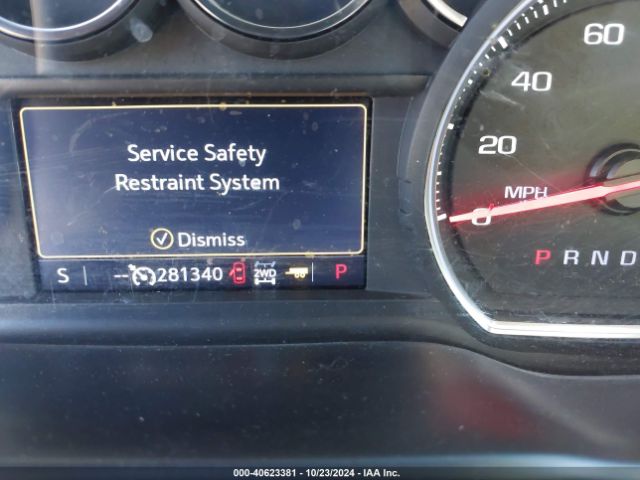 60
40
20
MPH
0
Service Safety
Restraint System
Dismiss
S -- 281340 2WD P
P R N D
000-40623381 - 10/23/2024 - IAA Inc.